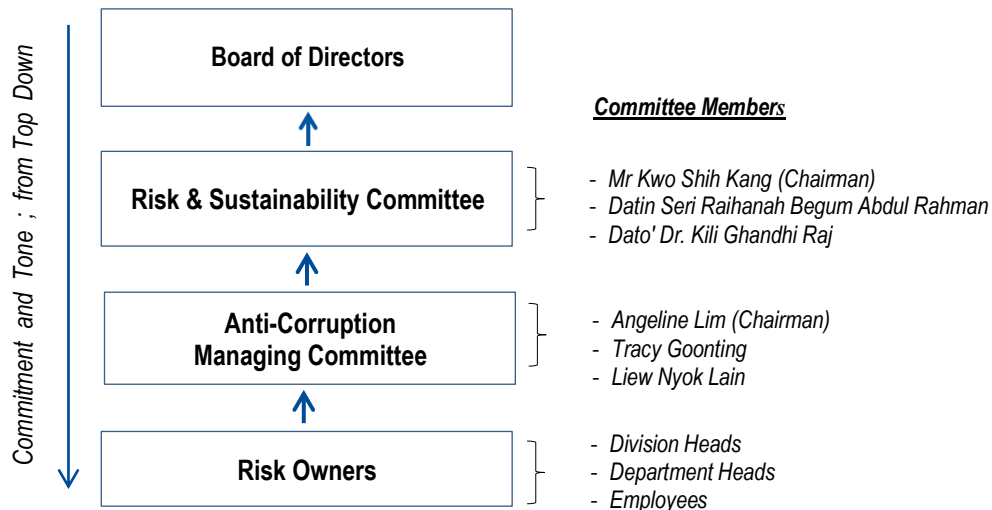 Commitment and Tone ; from Top Down
Board of Directors
Committee Members
Risk & Sustainability Committee
- Mr Kwo Shih Kang (Chairman)
- Datin Seri Raihanah Begum Abdul Rahman
- Dato' Dr. Kili Ghandhi Raj
Anti-Corruption
Managing Committee
- Angeline Lim (Chairman)
- Tracy Goonting
- Liew Nyok Lain
Risk Owners
- Division Heads
- Department Heads
- Employees